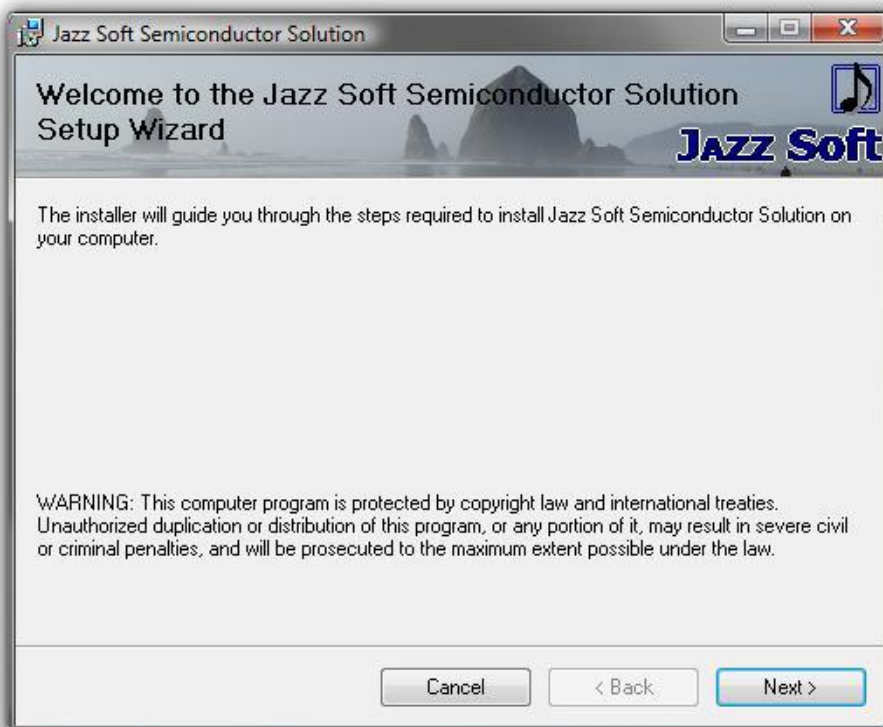 Jazz Soft Semiconductor Solution
Welcome to the Jazz Soft Semiconductor Solution
Setup Wizard
Jazz Soft
The installer will guide you through the steps required to install Jazz Soft Semiconductor Solution on
your computer.
WARNING: This computer program is protected by copyright law and international treaties.
Unauthorized duplication or distribution of this program, or any portion of it, may result in severe civil
or criminal penalties, and will be prosecuted to the maximum extent possible under the law.
Cancel
< Back
Next >